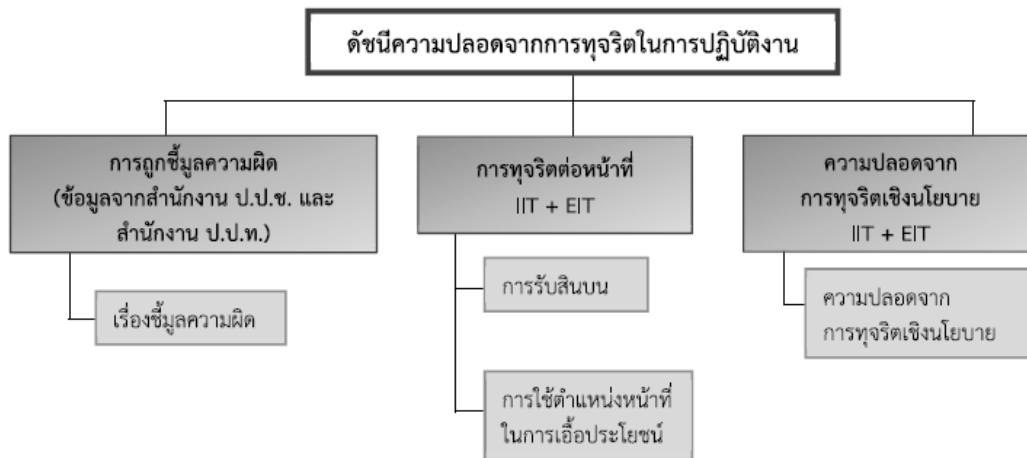 ดัชนีความปลอดจากการทุจริตในการปฏิบัติงาน
การถูกชี้มูลความผิด
(ข้อมูลจากสำนักงาน ป.ป.ช. และ
สำนักงาน ป.ป.ท.)
เรื่องชี้มูลความผิด
การทุจริตต่อหน้าที่
IIT + EIT
การรับสินบน
การใช้ตำแหน่งหน้าที่
ในการเอื้อประโยชน์
ความปลอดจาก
การทุจริตเชิงนโยบาย
IIT + EIT
ความปลอดจาก
การทุจริตเชิงนโยบาย